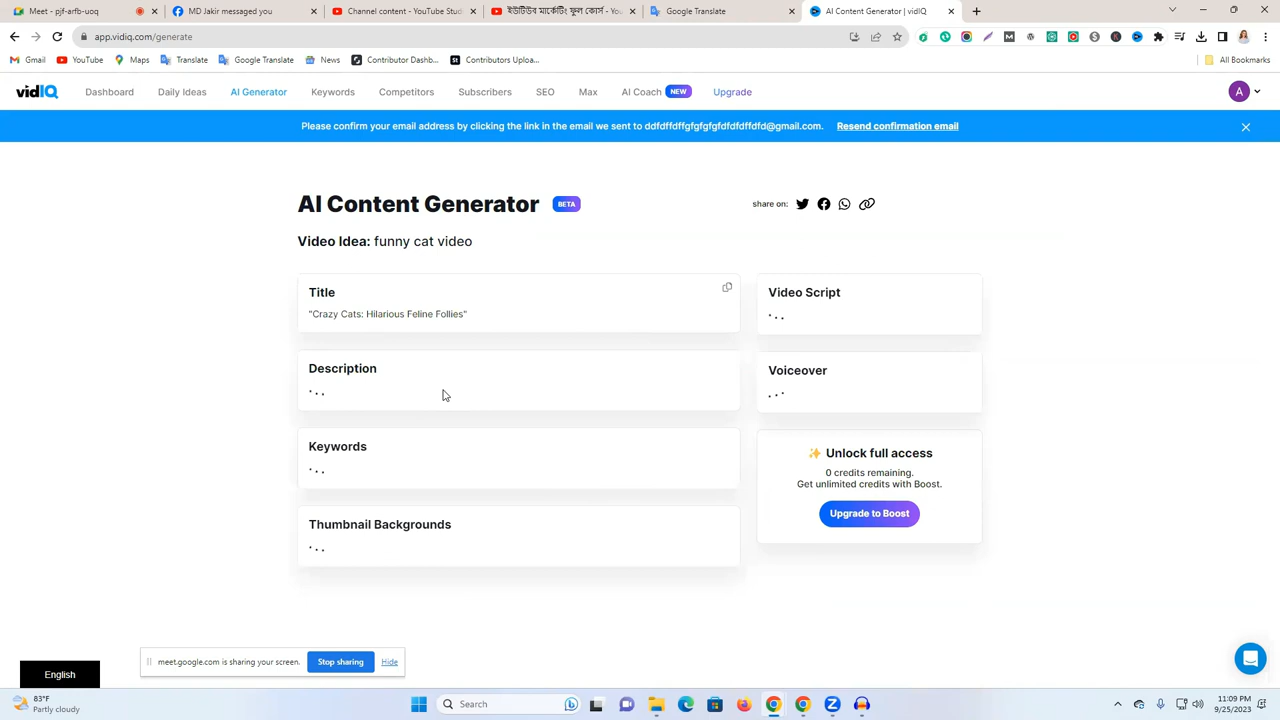 Meet - pjf-arfb-uoq
MD Jakir messaged you
Channel content - YouTube Stud
ইউটিউব মার্কেটিং ফুল কোর্স - YouT
Google Translate
AI Content Generator | vidIQ
app.vidiq.com/generate
Gmail
YouTube
Maps
Translate
Google Translate
News
Contributor Dashb...
Contributors Uploa...
All Bookmarks
vidIQ
Dashboard
Daily Ideas
AI Generator
Keywords
Competitors
Subscribers
SEO
Max
AI Coach NEW
Upgrade
A
Please confirm your email address by clicking the link in the email we sent to ddfdffdffgfgfgfgfdfdfdffdfd@gmail.com. Resend confirmation email
AI Content Generator BETA
share on:
Video Idea: funny cat video
Title
"Crazy Cats: Hilarious Feline Follies"
Description
Keywords
Thumbnail Backgrounds
Video Script
Voiceover
✨ Unlock full access
0 credits remaining.
Get unlimited credits with Boost.
Upgrade to Boost
meet.google.com is sharing your screen.
Stop sharing
Hide
English
83°F
Partly cloudy
Search
11:09 PM
9/25/2023